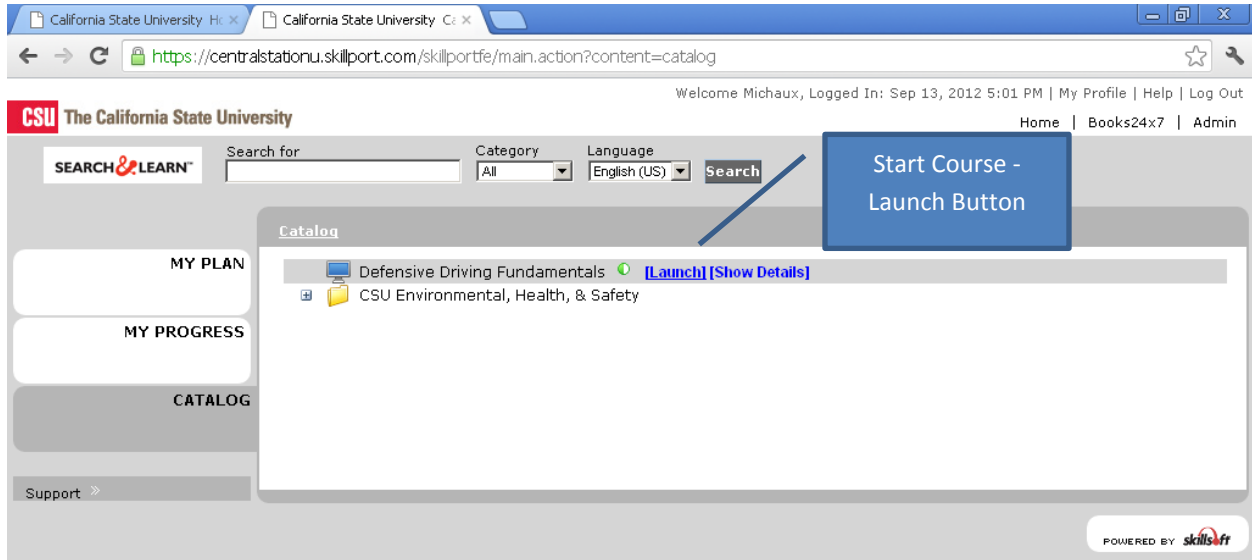 California State University Ho
California State University Ca
https://centralstationu.skillport.com/skillportfe/main.action?content=catalog
Welcome Michaux, Logged In: Sep 13, 2012 5:01 PM | My Profile | Help | Log Out
CSU The California State University
Home | Books24x7 | Admin
SEARCH & LEARN™
Search for
Category
Language
All
English (US)
Search
Start Course -
Launch Button
Catalog
MY PLAN
Defensive Driving Fundamentals [Launch] [Show Details]
CSU Environmental, Health, & Safety
MY PROGRESS
CATALOG
Support »
POWERED BY skillsoft